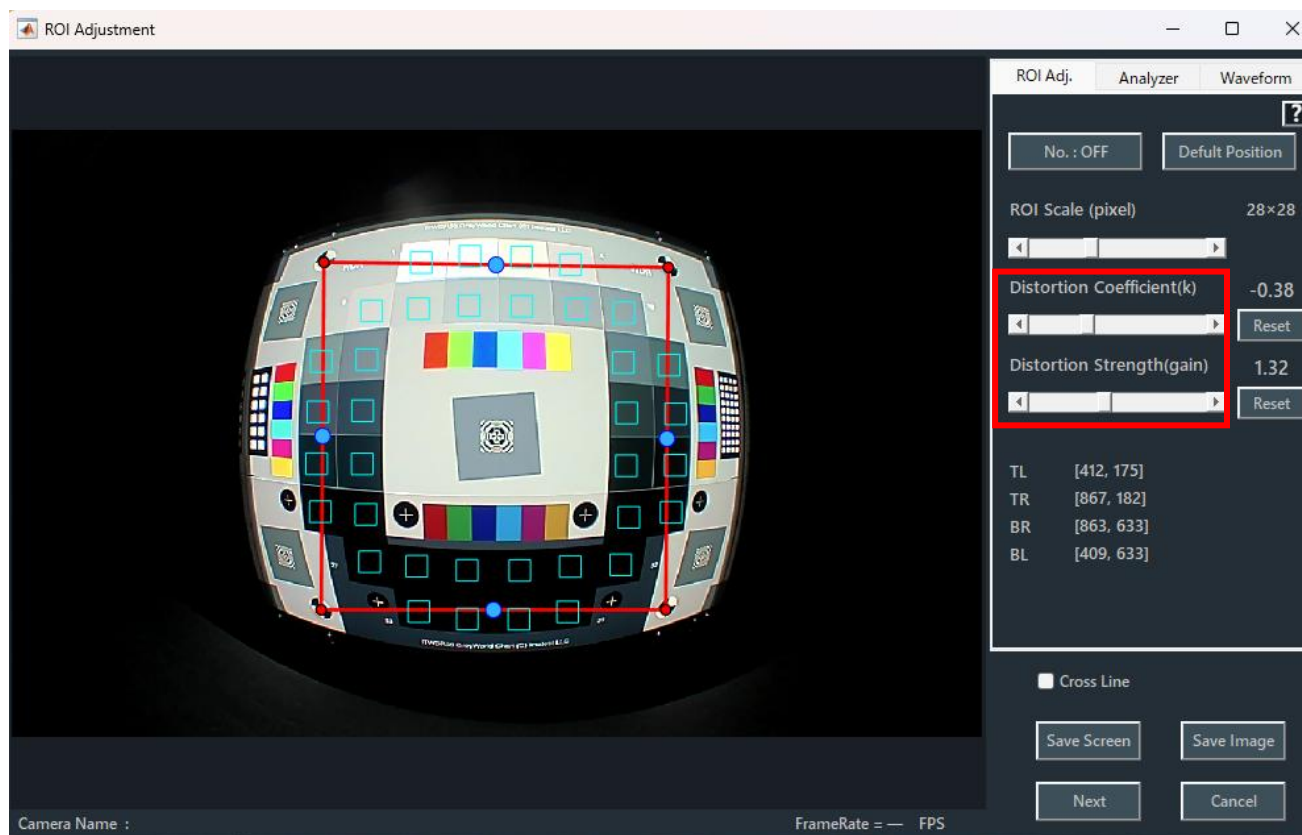 ROI Adjustment
ROI Adj. Analyzer Waveform
?
No. : OFF Defult Position
ROI Scale (pixel) 28×28
Distortion Coefficient(k) -0.38
Reset
Distortion Strength(gain) 1.32
Reset
TL [412, 175]
TR [867, 182]
BR [863, 633]
BL [409, 633]
Cross Line
Save Screen Save Image
Next Cancel
Camera Name : FrameRate = — FPS